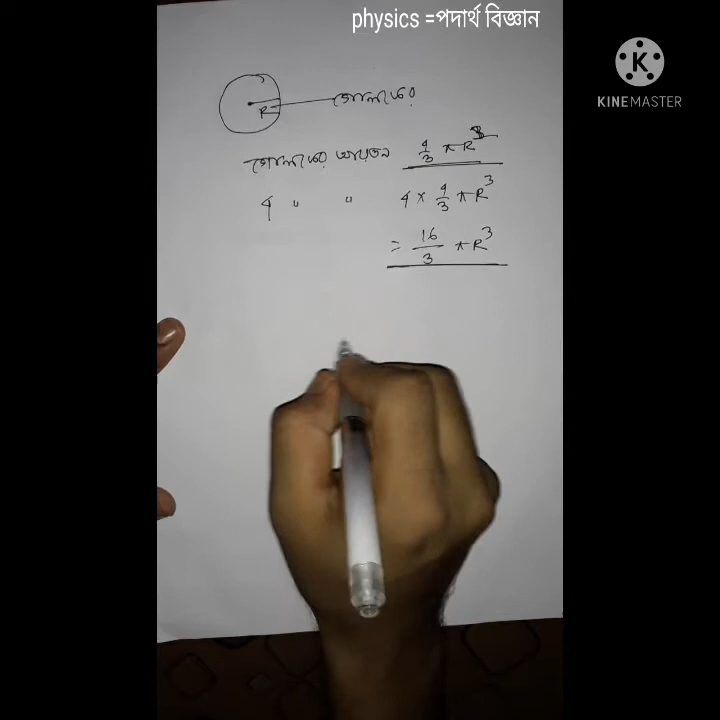 physics =পদার্থ বিজ্ঞান
K
KINEMASTER
R গোলকের
গোলকের আয়তন 4/3 πR³
4 " " 4 × 4/3 πR³
= 16/3 πR³